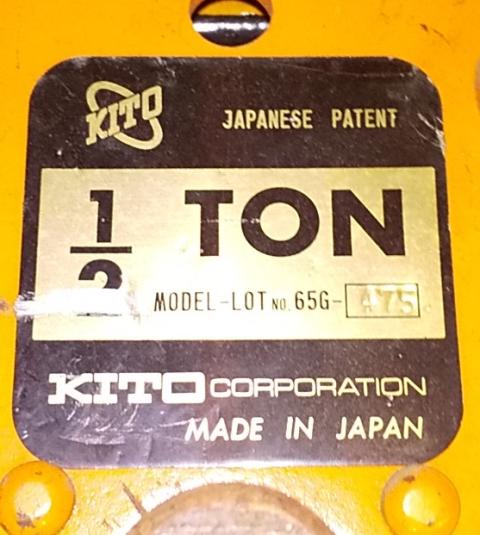 KITO
JAPANESE PATENT
1/2 TON
MODEL-LOT NO. 65G- 475
KITO CORPORATION
MADE IN JAPAN